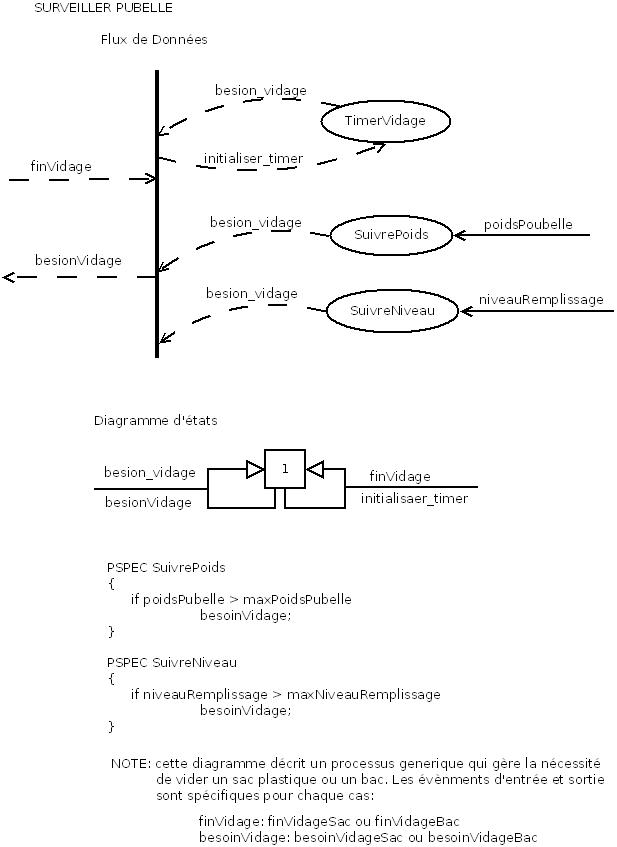 SURVEILLER PUBELLE
Flux de Données
besion_vidage
TimerVidage
initialiser_timer
finVidage
besion_vidage
SuivrePoids
poidsPoubelle
besionVidage
besion_vidage
SuivreNiveau
niveauRemplissage
Diagramme d'états
besion_vidage
besionVidage
1
finVidage
initialisaer_timer
PSPEC SuivrePoids
{
if poidsPubelle > maxPoidsPubelle
besoinVidage;
}
PSPEC SuivreNiveau
{
if niveauRemplissage > maxNiveauRemplissage
besoinVidage;
}
NOTE: cette diagramme décrit un processus generique qui gère la nécessité
de vider un sac plastique ou un bac. Les évènments d'entrée et sortie
sont spécifiques pour chaque cas:
finVidage: finVidageSac ou finVidageBac
besoinVidage: besoinVidageSac ou besoinVidageBac